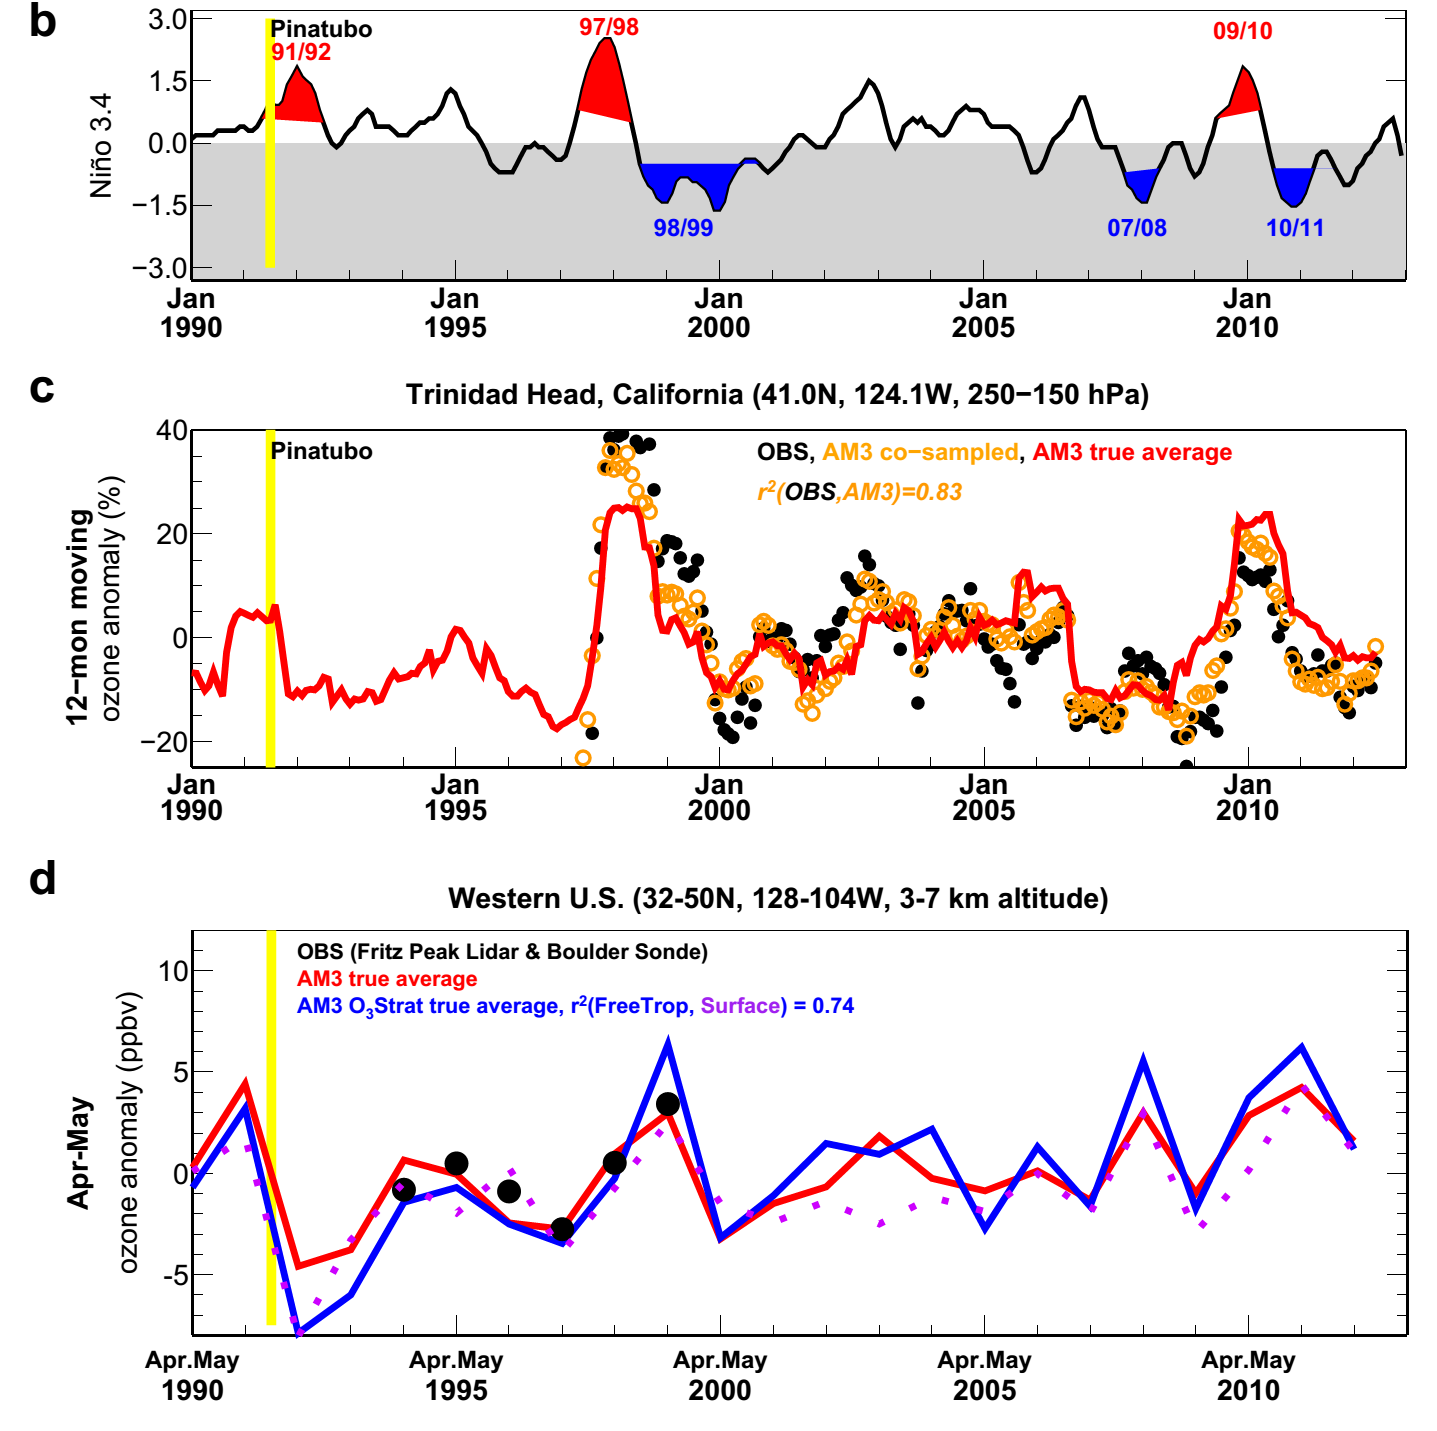 b
Niño 3.4
3.0
1.5
0.0
−1.5
−3.0
Pinatubo
91/92
97/98
98/99
07/08
09/10
10/11
Jan Jan Jan Jan Jan
1990 1995 2000 2005 2010
c
Trinidad Head, California (41.0N, 124.1W, 250−150 hPa)
12−mon moving
ozone anomaly (%)
40
20
0
−20
Pinatubo
OBS, AM3 co−sampled, AM3 true average
r²(OBS,AM3)=0.83
Jan Jan Jan Jan Jan
1990 1995 2000 2005 2010
d
Western U.S. (32-50N, 128-104W, 3-7 km altitude)
Apr-May
ozone anomaly (ppbv)
10
5
0
-5
OBS (Fritz Peak Lidar & Boulder Sonde)
AM3 true average
AM3 O₃Strat true average, r²(FreeTrop, Surface) = 0.74
Apr.May Apr.May Apr.May Apr.May Apr.May
1990 1995 2000 2005 2010